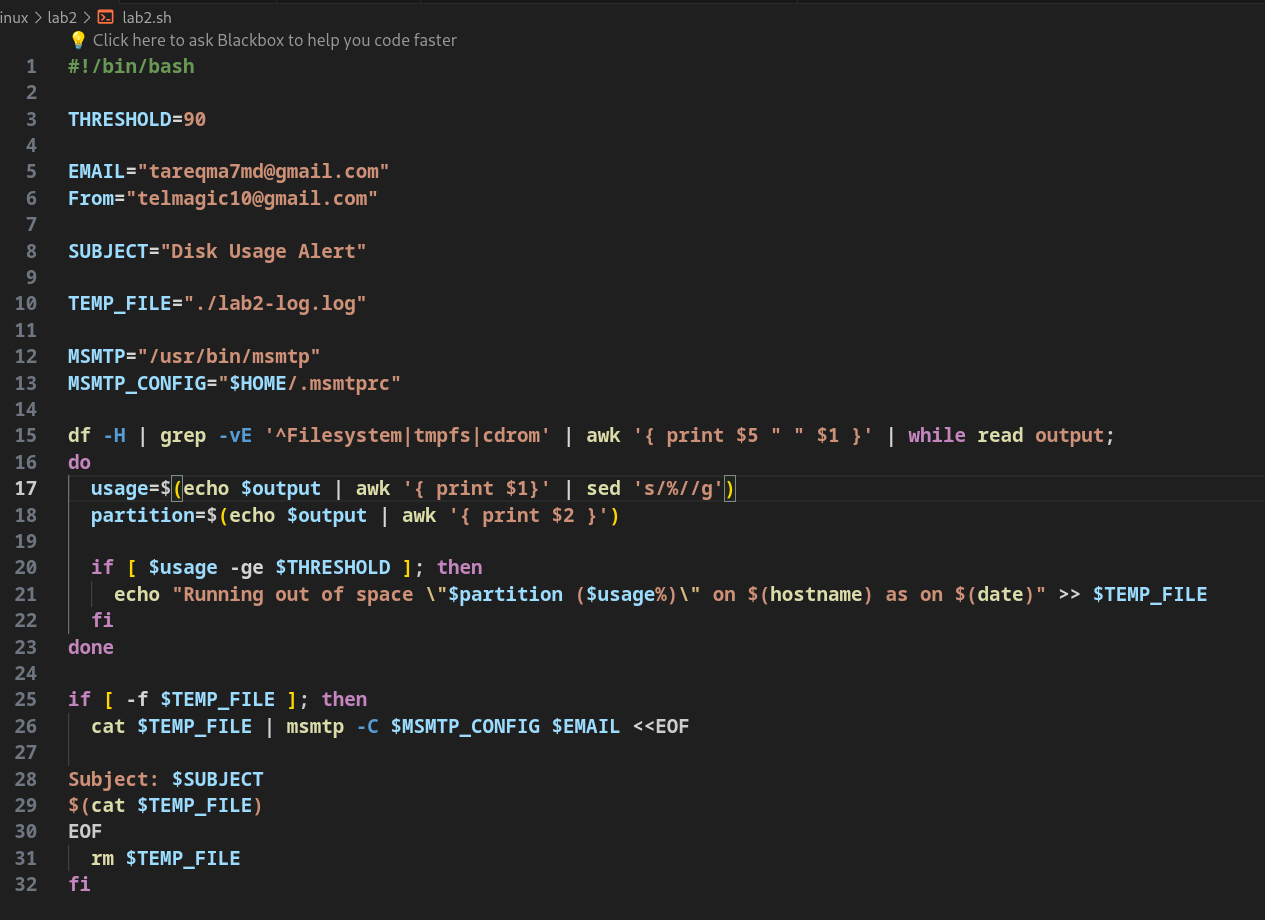 inux > lab2 > lab2.sh
💡 Click here to ask Blackbox to help you code faster
1 #!/bin/bash
2
3 THRESHOLD=90
4
5 EMAIL="tareqma7md@gmail.com"
6 From="telmagic10@gmail.com"
7
8 SUBJECT="Disk Usage Alert"
9
10 TEMP_FILE="./lab2-log.log"
11
12 MSMTP="/usr/bin/msmtp"
13 MSMTP_CONFIG="$HOME/.msmtprc"
14
15 df -H | grep -vE '^Filesystem|tmpfs|cdrom' | awk '{ print $5 " " $1 }' | while read output;
16 do
17   usage=$(echo $output | awk '{ print $1}' | sed 's/%//g')
18   partition=$(echo $output | awk '{ print $2 }')
19
20   if [ $usage -ge $THRESHOLD ]; then
21     echo "Running out of space \"$partition ($usage%)\" on $(hostname) as on $(date)" >> $TEMP_FILE
22   fi
23 done
24
25 if [ -f $TEMP_FILE ]; then
26   cat $TEMP_FILE | msmtp -C $MSMTP_CONFIG $EMAIL <<EOF
27
28 Subject: $SUBJECT
29 $(cat $TEMP_FILE)
30 EOF
31   rm $TEMP_FILE
32 fi